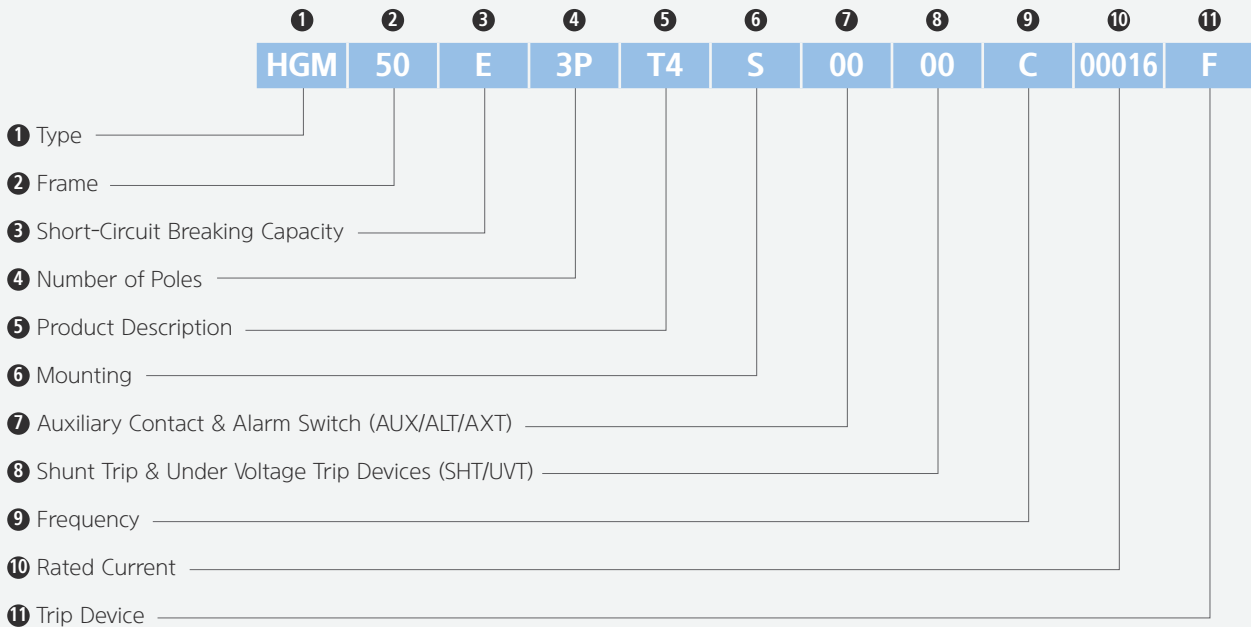 ❶ ❷ ❸ ❹ ❺ ❻ ❼ ❽ ❾ ❿ ⓫
HGM 50 E 3P T4 S 00 00 C 00016 F
❶ Type
❷ Frame
❸ Short-Circuit Breaking Capacity
❹ Number of Poles
❺ Product Description
❻ Mounting
❼ Auxiliary Contact & Alarm Switch (AUX/ALT/AXT)
❽ Shunt Trip & Under Voltage Trip Devices (SHT/UVT)
❾ Frequency
❿ Rated Current
⓫ Trip Device